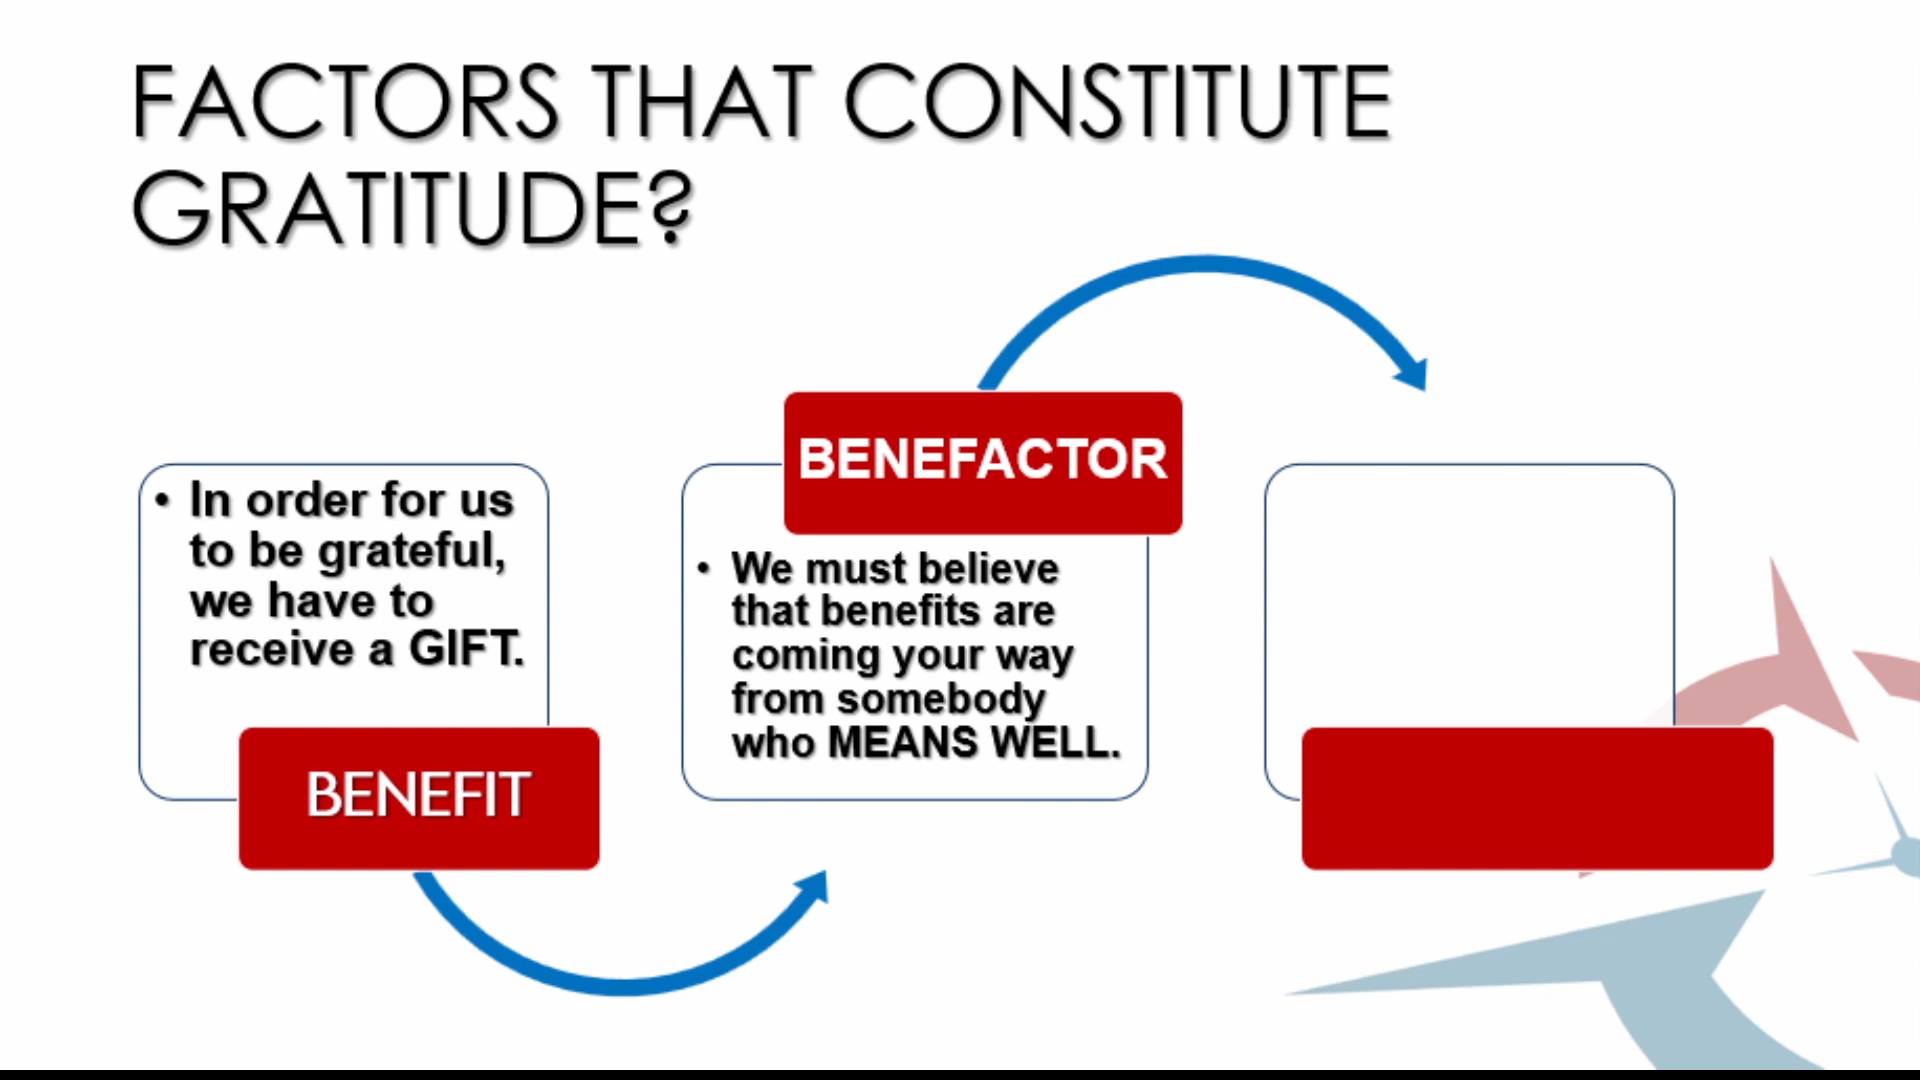 FACTORS THAT CONSTITUTE
GRATITUDE?
• In order for us
to be grateful,
we have to
receive a GIFT.
BENEFIT
BENEFACTOR
• We must believe
that benefits are
coming your way
from somebody
who MEANS WELL.